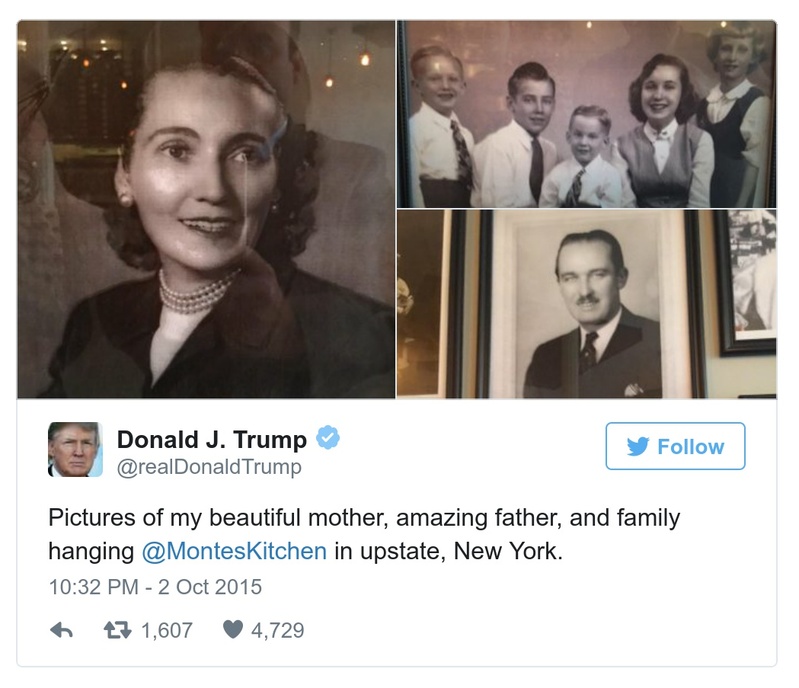 Donald J. Trump
@realDonaldTrump
Follow
Pictures of my beautiful mother, amazing father, and family
hanging @MontesKitchen in upstate, New York.
10:32 PM - 2 Oct 2015
1,607 4,729